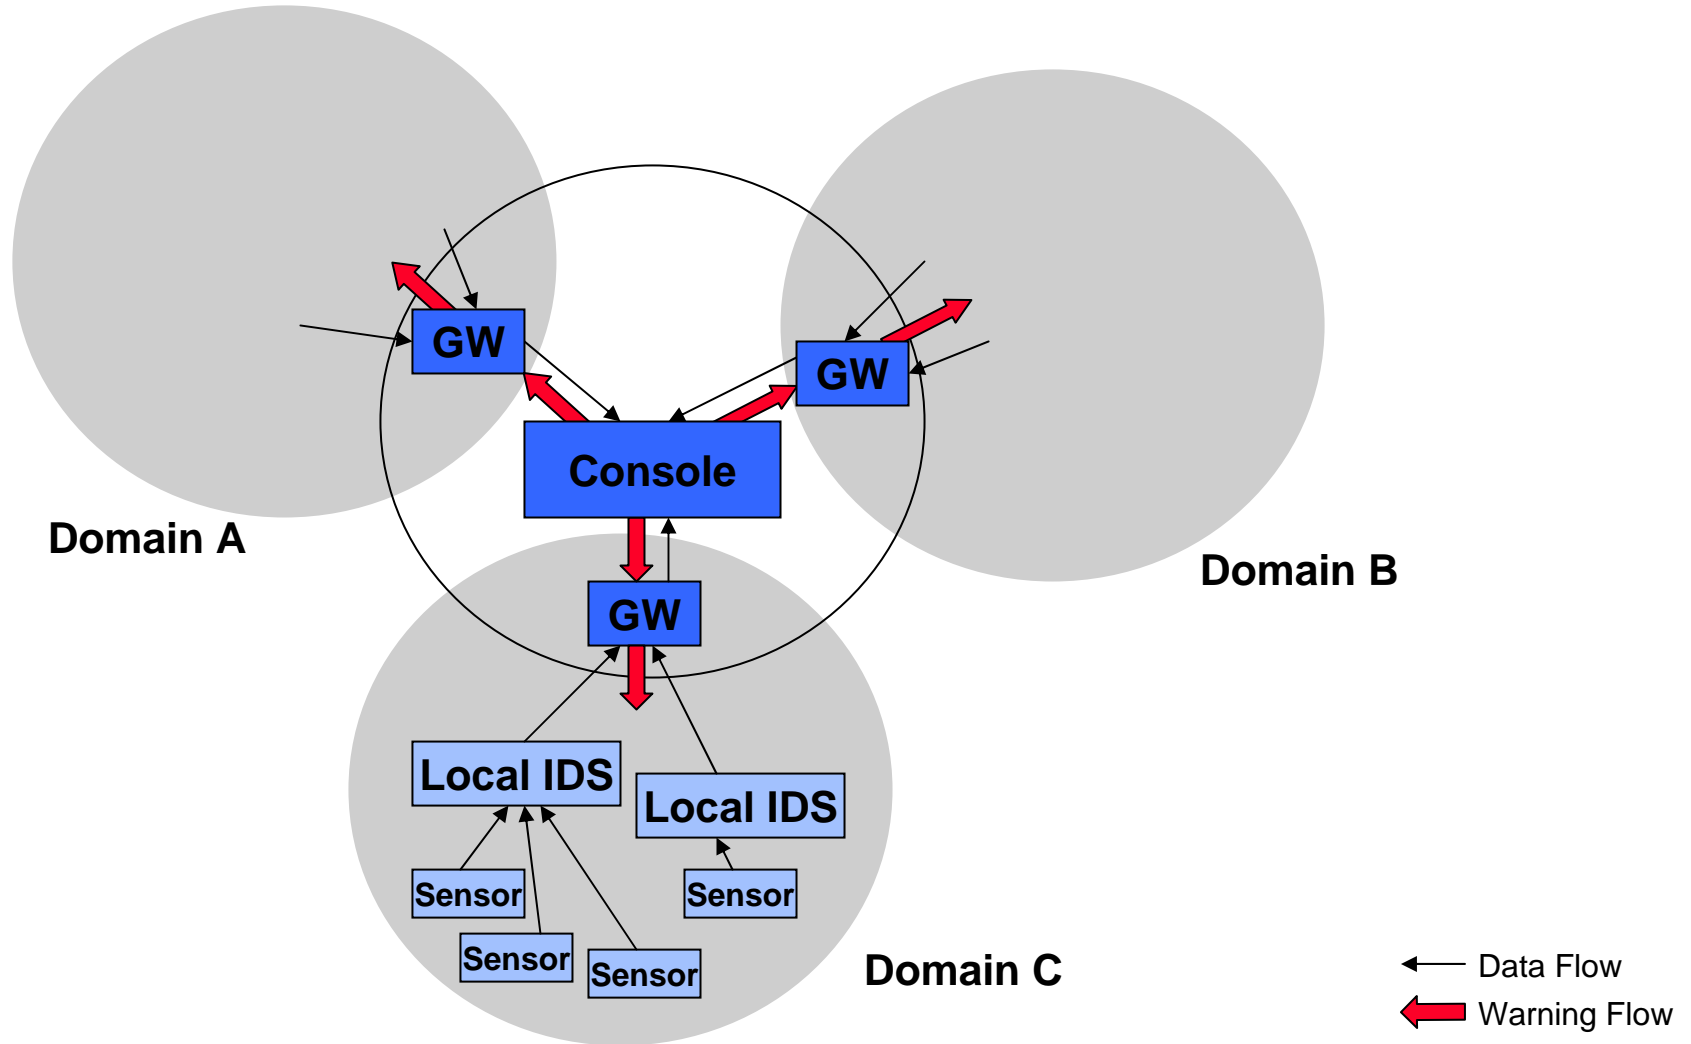 GW
GW
Console
Domain A
Domain B
GW
Local IDS
Local IDS
Sensor
Sensor
Sensor
Sensor
Domain C
Data Flow
Warning Flow